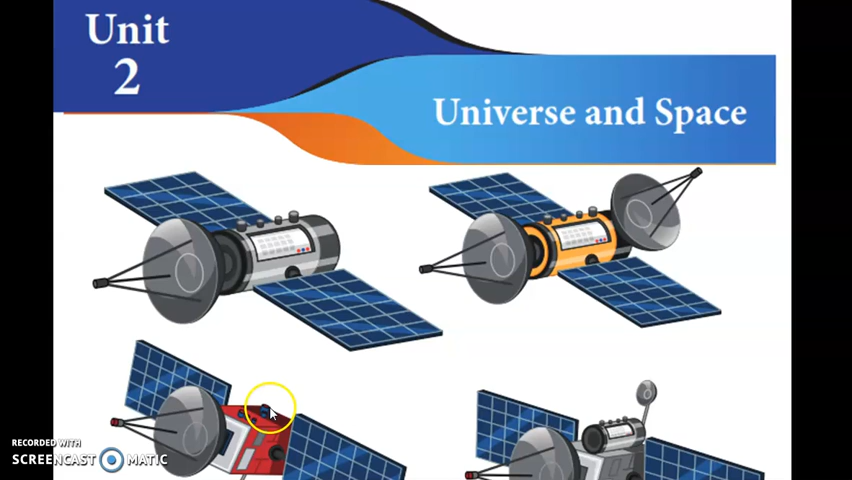 Unit
2
Universe and Space
RECORDED WITH
SCREENCAST MATIC